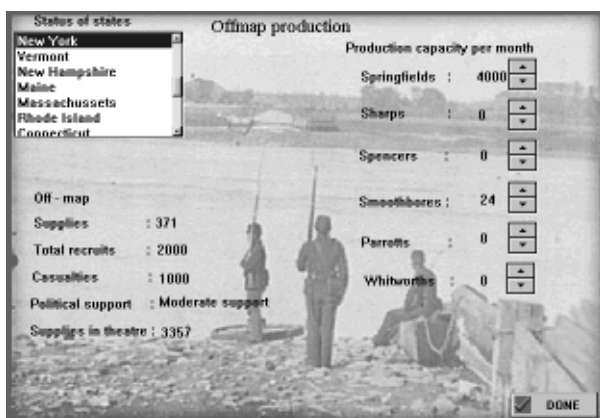 Status of states
Offmap production
New York
Vermont
New Hampshire
Maine
Massachussets
Rhode Island
Connecticut
Production capacity per month
Springfields : 4000
Sharps : 0
Spencers : 0
Smoothbores : 24
Parrotts : 0
Whitworths : 0
Off - map
Supplies : 371
Total recruits : 2000
Casualties : 1000
Political support : Moderate support
Supplies in theatre : 3357
DONE